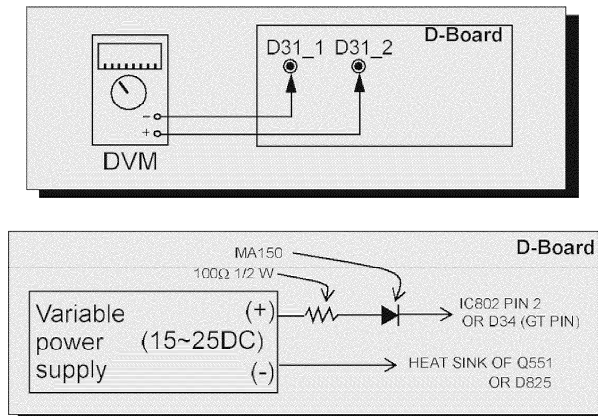 D-Board
D31_1 D31_2
-
+
DVM
D-Board
MA150
100Ω 1/2 W
Variable power supply
(15~25DC)
(+)
(-)
IC802 PIN 2
OR D34 (GT PIN)
HEAT SINK OF Q551
OR D825